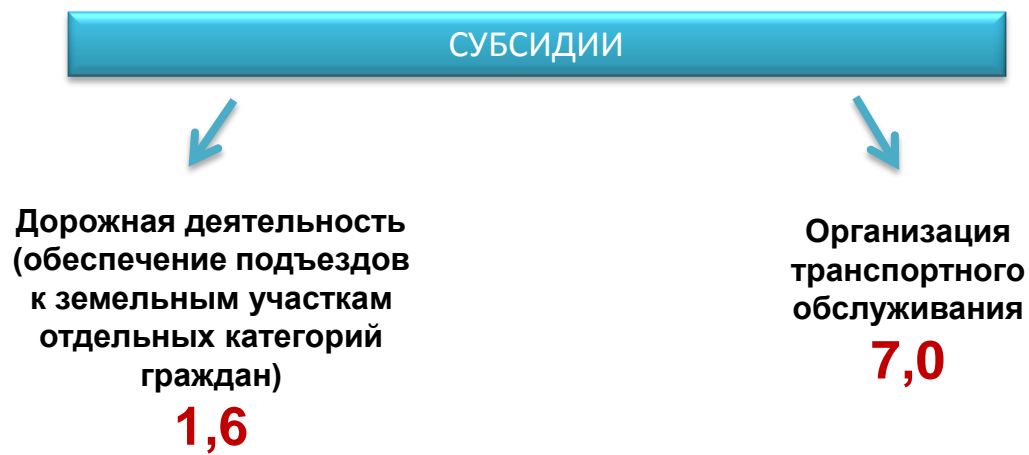 СУБСИДИИ
Дорожная деятельность
(обеспечение подъездов
к земельным участкам
отдельных категорий
граждан)
1,6
Организация
транспортного
обслуживания
7,0